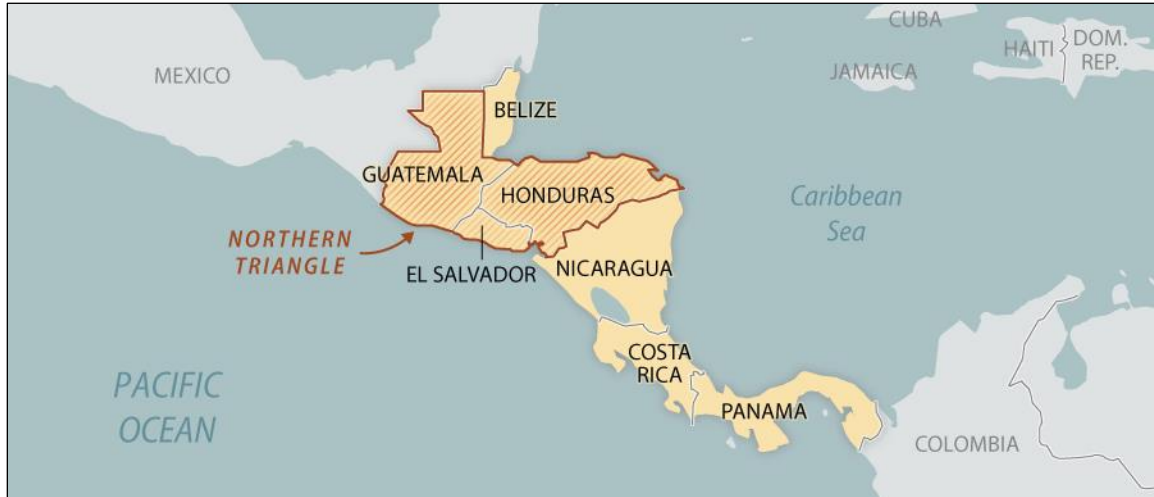 CUBA
MEXICO
HAITI
DOM.
REP.
JAMAICA
BELIZE
GUATEMALA
HONDURAS
Caribbean
Sea
NORTHERN
TRIANGLE
EL SALVADOR
NICARAGUA
COSTA
RICA
PACIFIC
OCEAN
PANAMA
COLOMBIA